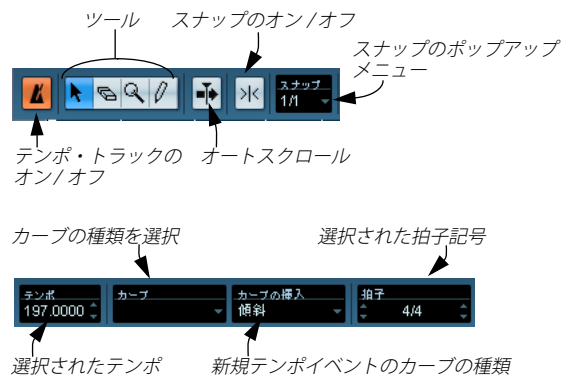 ツール
スナップのオン / オフ
スナップのポップアップ
メニュー
スナップ
1/1
テンポ・トラックの
オン / オフ
オートスクロール
カーブの種類を選択
選択された拍子記号
テンポ
197.0000
カーブ
カーブの挿入
傾斜
拍子
4/4
選択されたテンポ
新規テンポイベントのカーブの種類